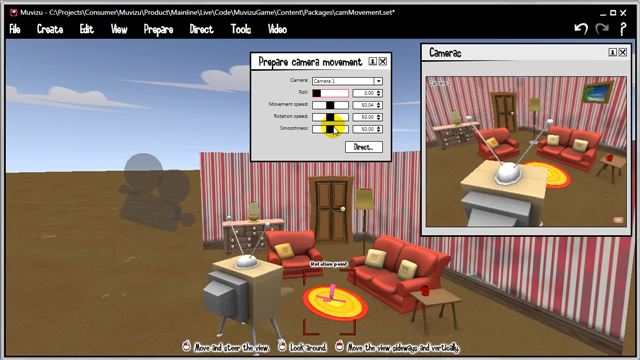 Muvizu - C:\Projects\Consumer\Muvizu\Product\Mainline\Live\Code\MuvizuGame\Content\Packages\camMovement.set*
File Create Edit View Prepare Direct Tools Video ?
Prepare camera movement
Camera: Camera 1
Roll: 0.00
Movement speed: 50.04
Rotation speed: 50.00
Smoothness: 50.00
Direct...
Cameras
Rotation point
Move and steer the view. Look around. Move the view sideways and vertically.